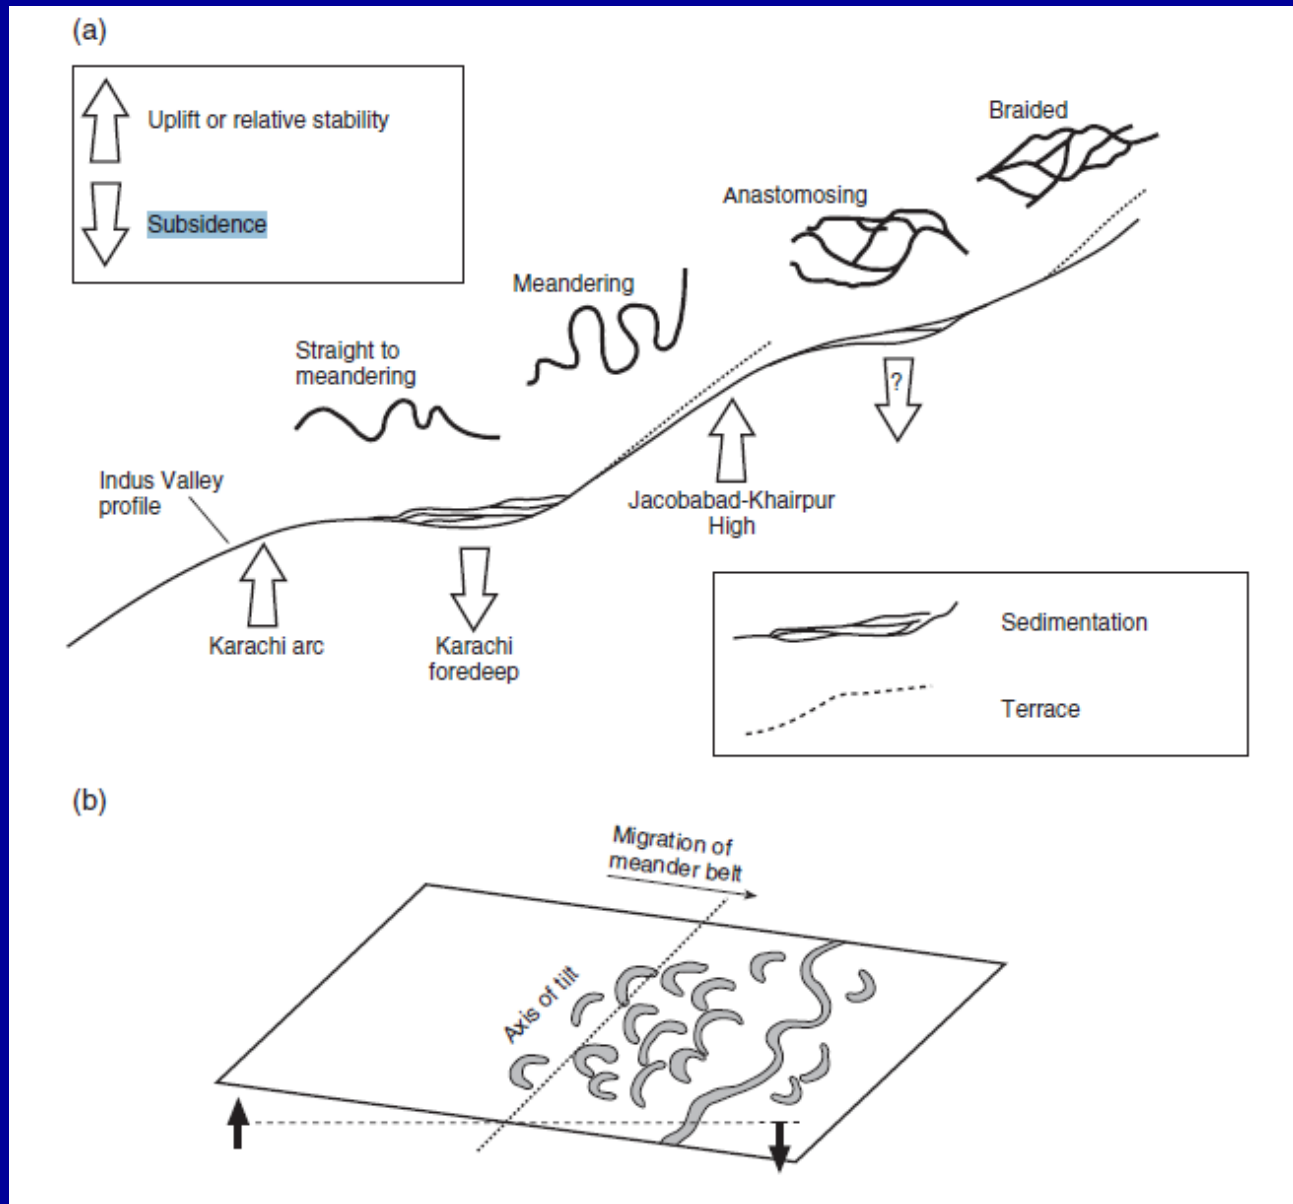 (a)
Uplift or relative stability
Subsidence
Braided
Anastomosing
Meandering
Straight to
meandering
?
Indus Valley
profile
Jacobabad-Khairpur
High
Karachi arc
Karachi
foredeep
Sedimentation
Terrace
(b)
Migration of
meander belt
Axis of tilt